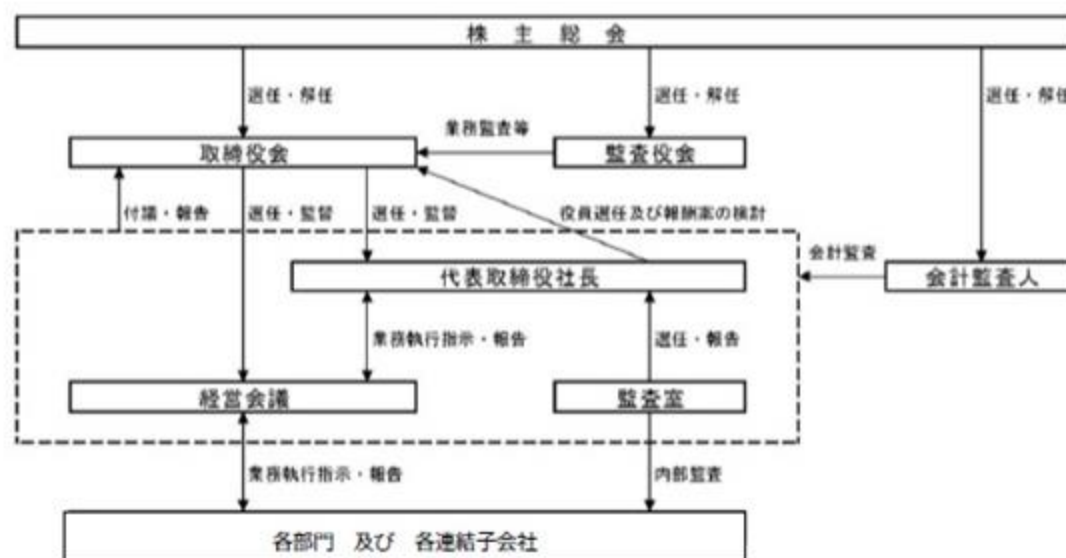 株 主 総 会
選任・解任
選任・解任
選任・解任
業務監査等
取締役会
監査役会
付議・報告
選任・監督
選任・監督
役員選任及び報酬案の検討
会計監査
代表取締役社長
会計監査人
業務執行指示・報告
選任・報告
経営会議
監査室
業務執行指示・報告
内部監査
各部門 及び 各連結子会社